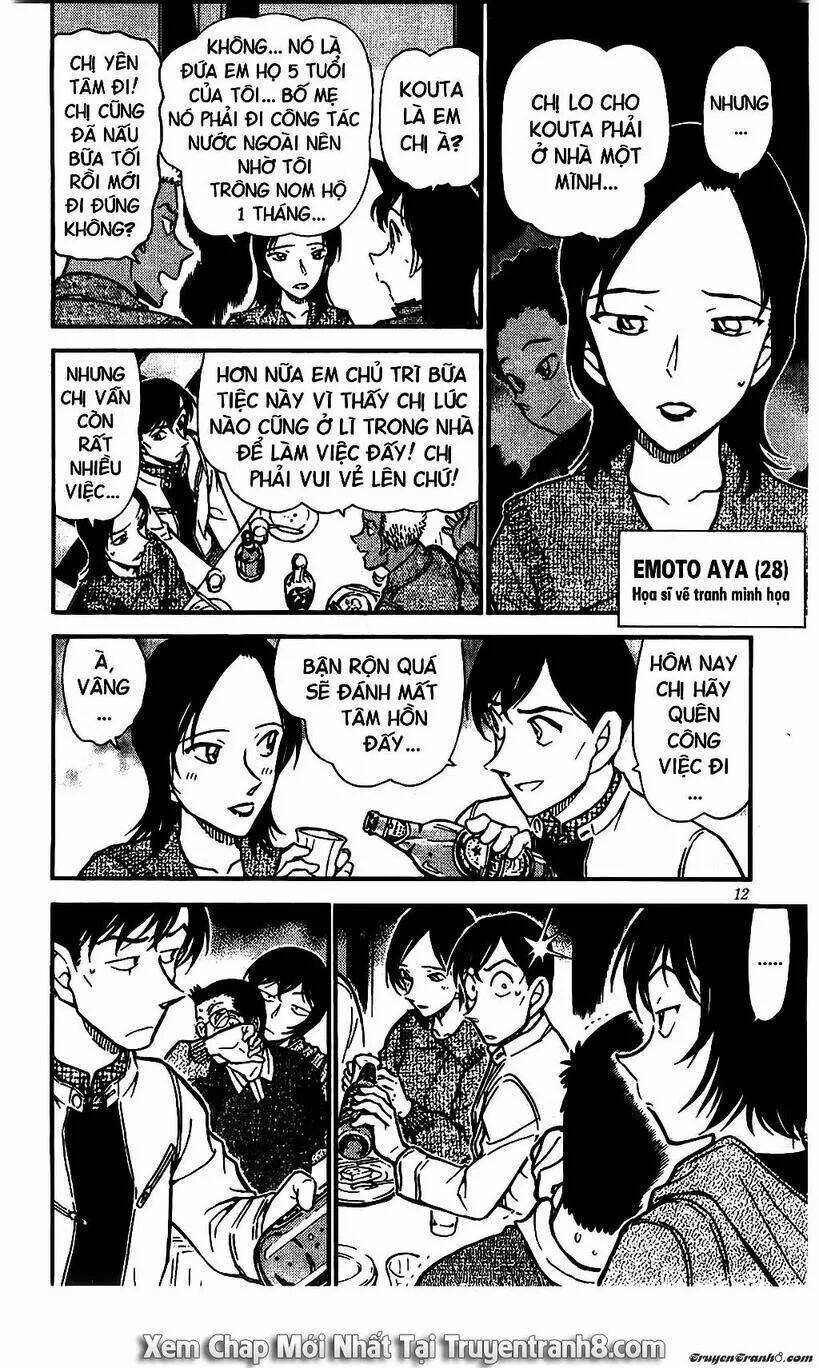 NHƯNG
...
CHỊ LO CHO
KOUTA PHẢI
Ở NHÀ MỘT
MÌNH...
EMOTO AYA (28)
Họa sĩ vẽ tranh minh họa
KOUTA
LÀ EM
CHỊ À?
KHÔNG... NÓ LÀ
ĐỨA EM HỌ 5 TUỔI
CỦA TÔI... BỐ MẸ
NÓ PHẢI ĐI CÔNG TÁC
NƯỚC NGOÀI NÊN
NHỜ TÔI
TRÔNG NOM HỘ
1 THÁNG...
CHỊ YÊN
TÂM ĐI!
CHỊ CŨNG
ĐÃ NẤU
BỮA TỐI
RỒI MỚI
ĐI ĐÚNG
KHÔNG?
HƠN NỮA EM CHỦ TRÌ BỮA
TIỆC NÀY VÌ THẤY CHỊ LÚC
NÀO CŨNG Ở LÌ TRONG NHÀ
ĐỂ LÀM VIỆC ĐẤY! CHỊ
PHẢI VUI VẺ LÊN CHỨ!
NHƯNG
CHỊ VẪN
CÒN
RẤT
NHIỀU
VIỆC...
HÔM NAY
CHỊ HÃY
QUÊN
CÔNG
VIỆC ĐI
...
BẬN RỘN QUÁ
SẼ ĐÁNH MẤT
TÂM HỒN
ĐẤY...
À,
VÂNG
...
12
......
Xem Chap Mới Nhất Tại Truyentranh8.com
TruyenTranh8.com